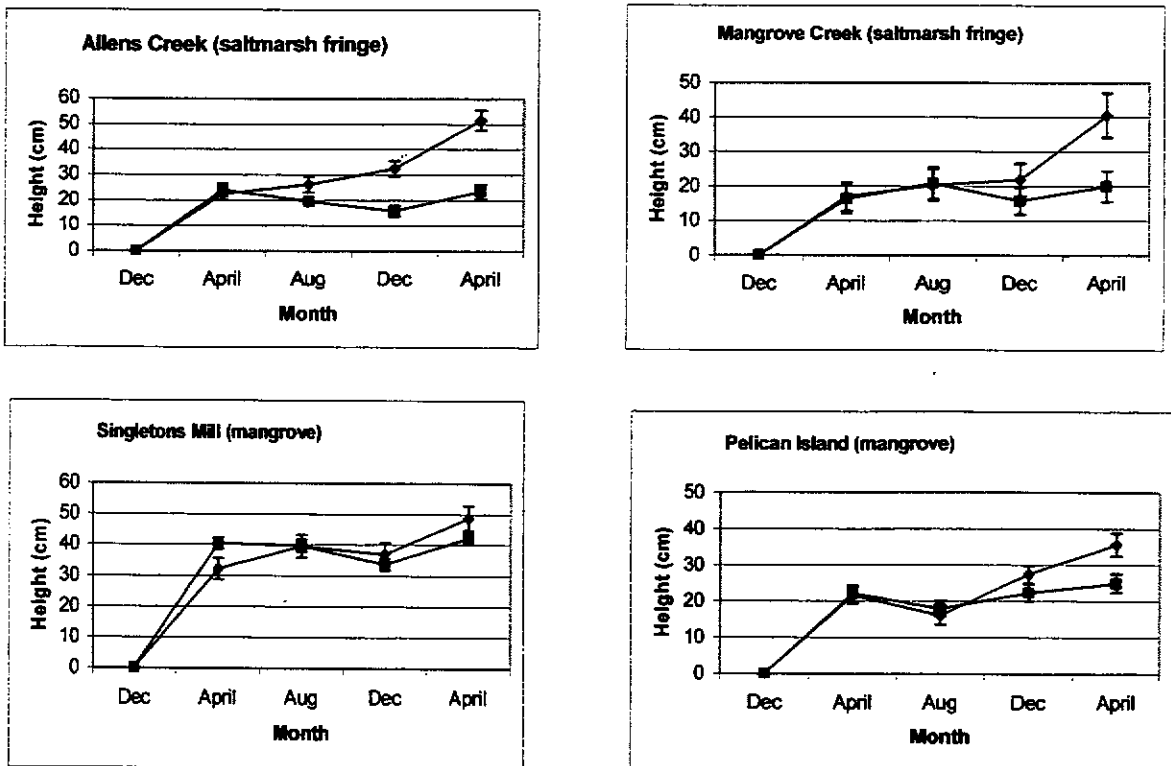 Allens Creek (saltmarsh fringe)
Height (cm)
60
50
40
30
20
10
0
Dec April Aug Dec April
Month
Mangrove Creek (saltmarsh fringe)
Height (cm)
50
40
30
20
10
0
Dec April Aug Dec April
Month
Singletons Mill (mangrove)
Height (cm)
60
50
40
30
20
10
0
Dec April Aug Dec April
Month
Pelican Island (mangrove)
Height (cm)
50
40
30
20
10
0
Dec April Aug Dec April
Month